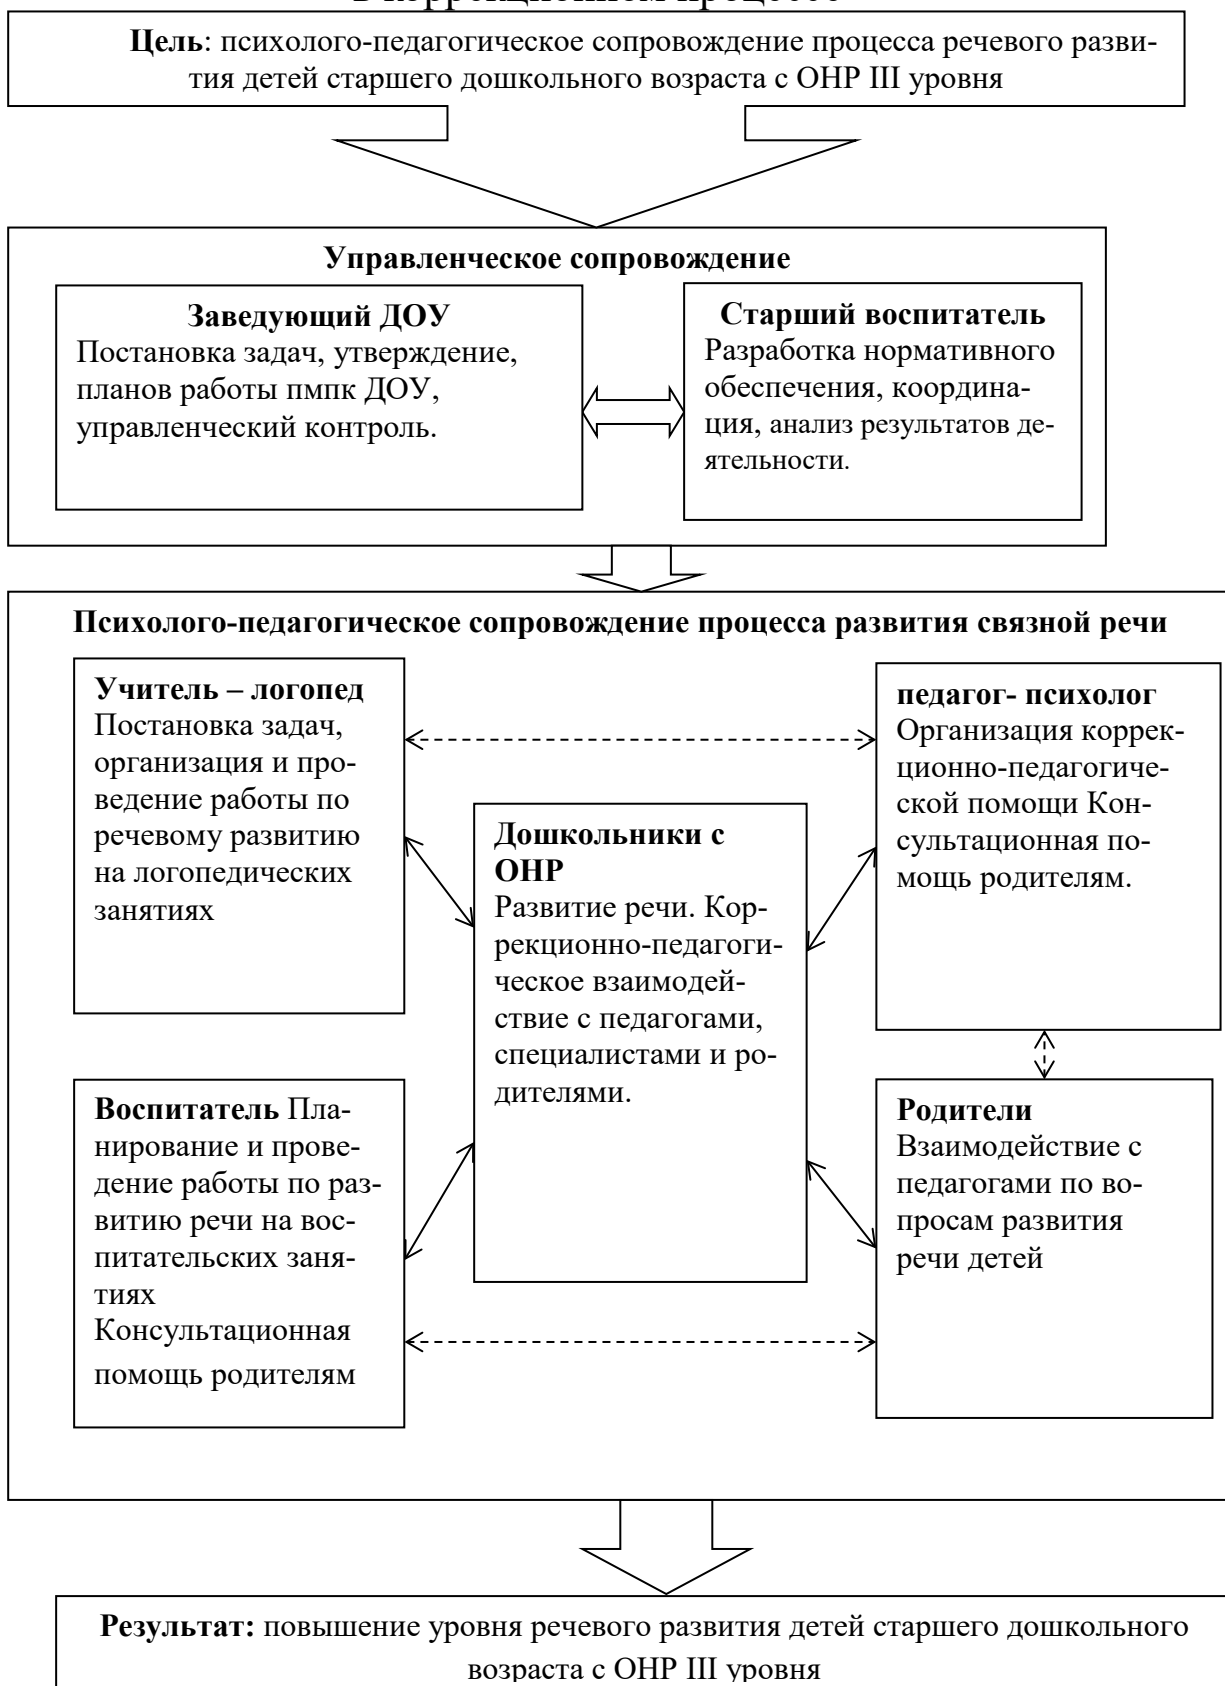 в коррекционном процессе
Цель: психолого-педагогическое сопровождение процесса речевого разви-
тия детей старшего дошкольного возраста с ОНР III уровня
Управленческое сопровождение
Заведующий ДОУ
Постановка задач, утверждение,
планов работы пмпк ДОУ,
управленческий контроль.
Старший воспитатель
Разработка нормативного
обеспечения, координа-
ция, анализ результатов де-
ятельности.
Психолого-педагогическое сопровождение процесса развития связной речи
Учитель – логопед
Постановка задач,
организация и про-
ведение работы по
речевому развитию
на логопедических
занятиях
педагог- психолог
Организация коррек-
ционно-педагогиче-
ской помощи Кон-
сультационная по-
мощь родителям.
Дошкольники с
ОНР
Развитие речи. Кор-
рекционно-педагоги-
ческое взаимодей-
ствие с педагогами,
специалистами и ро-
дителями.
Воспитатель Пла-
нирование и прове-
дение работы по раз-
витию речи на вос-
питательских заня-
тиях
Консультационная
помощь родителям
Родители
Взаимодействие с
педагогами по во-
просам развития
речи детей
Результат: повышение уровня речевого развития детей старшего дошкольного
возраста с ОНР III уровня